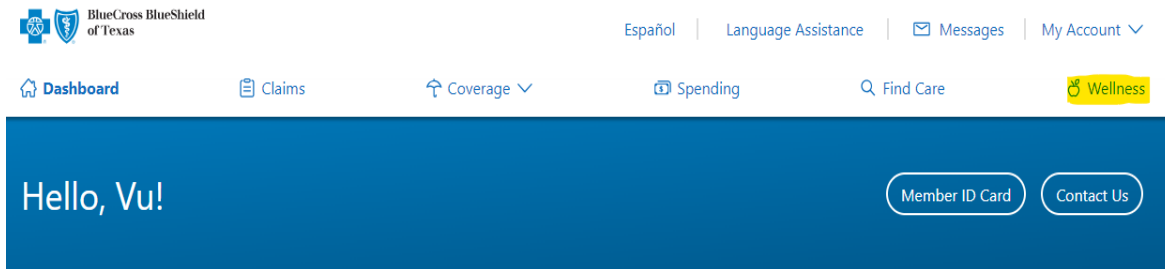 BlueCross BlueShield
of Texas
Español Language Assistance Messages My Account
Dashboard Claims Coverage Spending Find Care Wellness
Hello, Vu! Member ID Card Contact Us